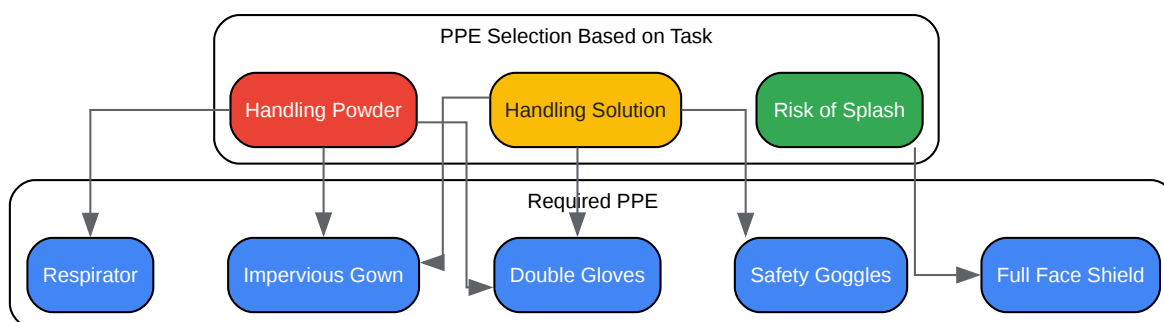 PPE Selection Based on Task
Handling Powder
Handling Solution
Risk of Splash
Required PPE
Respirator
Impervious Gown
Double Gloves
Safety Goggles
Full Face Shield